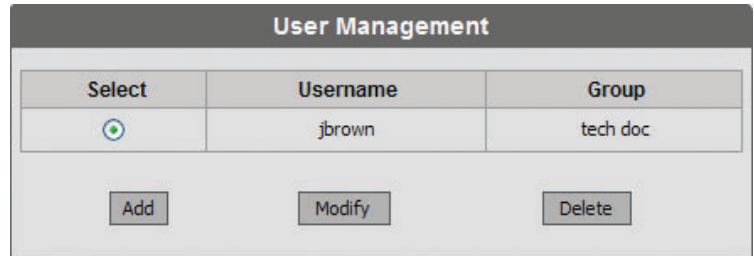 User Management
Select Username Group
jbrown tech doc
Add Modify Delete